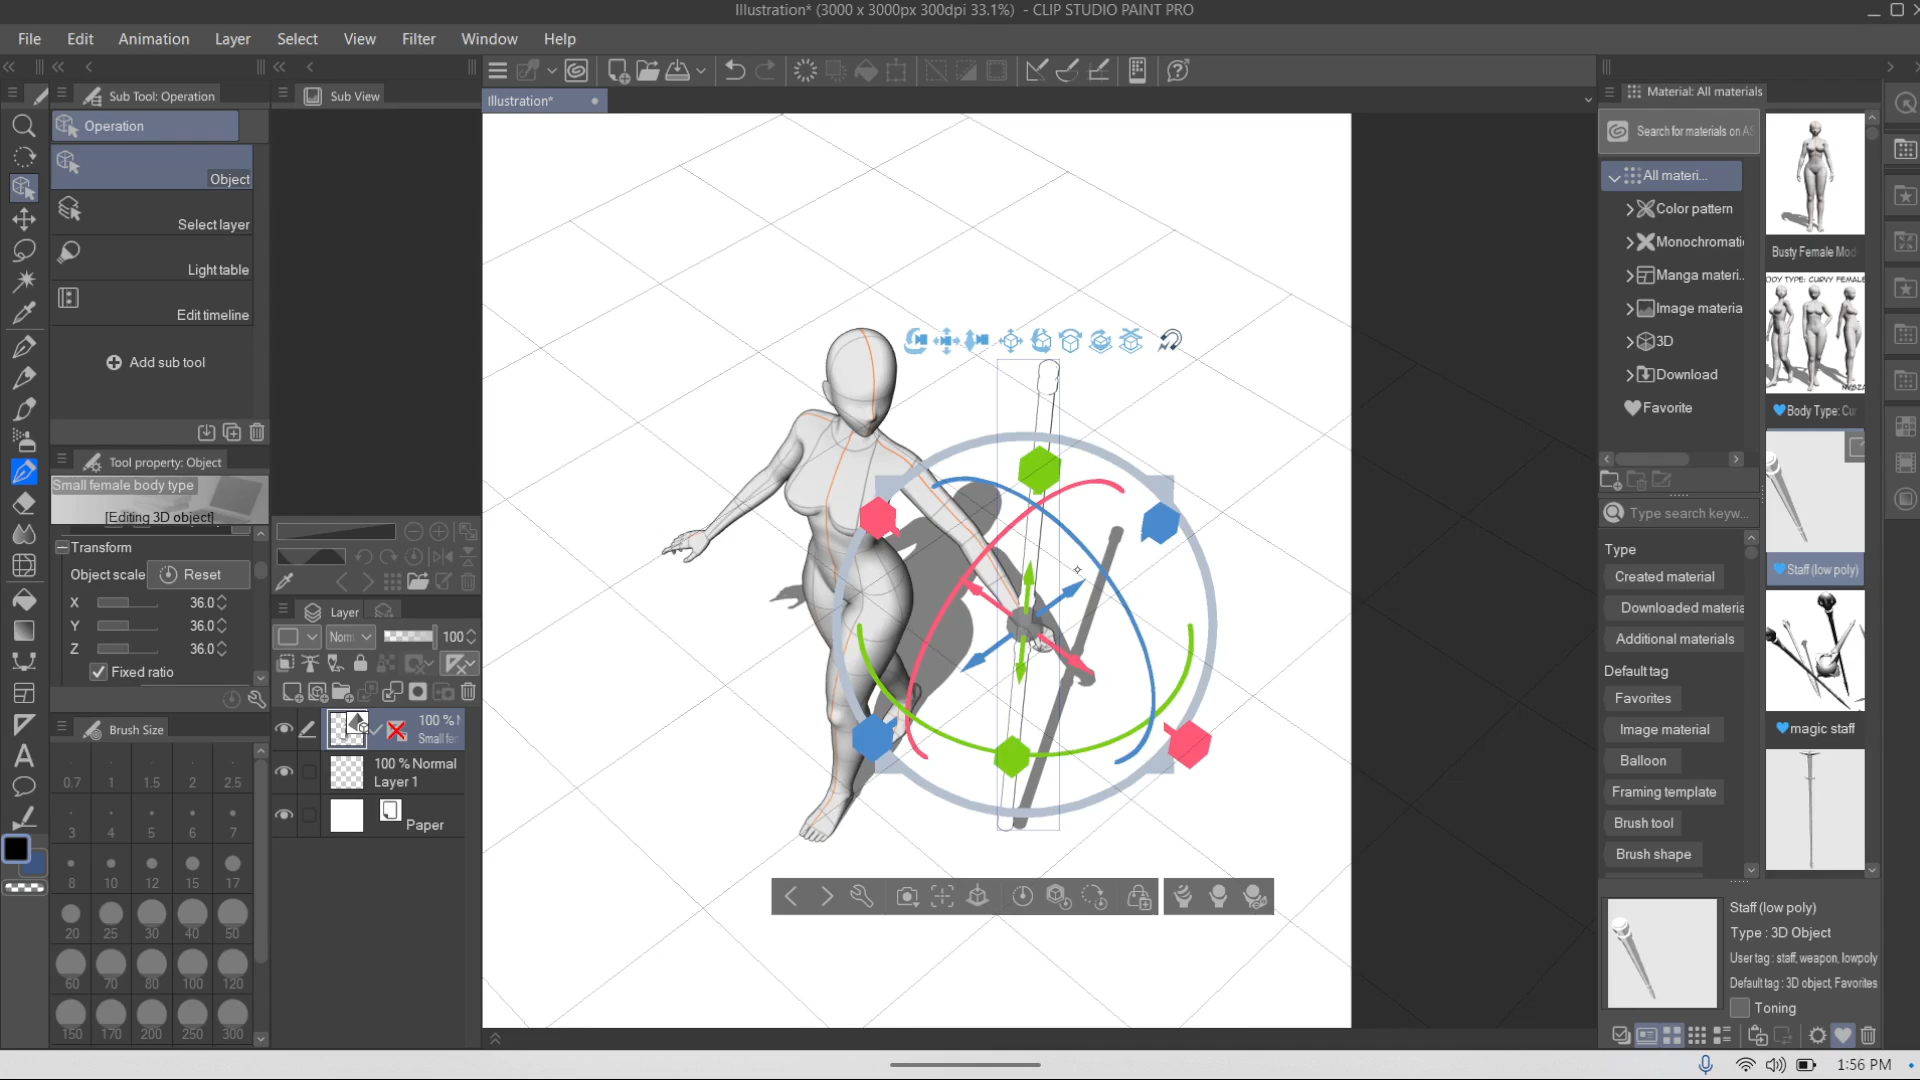 Illustration* (3000 x 3000px 300dpi 33.1%) - CLIP STUDIO PAINT PRO
File Edit Animation Layer Select View Filter Window Help
Sub Tool: Operation
Operation
Object
Select layer
Light table
Edit timeline
Add sub tool
Tool property: Object
Small female body type
[Editing 3D object]
Transform
Object scale Reset
X 36.0
Y 36.0
Z 36.0
Fixed ratio
Brush Size
0.7 1 1.5 2 2.5
3 4 5 6 7
8 10 12 15 17
20 25 30 40 50
60 70 80 100 120
150 170 200 250 300
Sub View
Layer
Norm 100
100 % N
Small fe
100 % Normal
Layer 1
Paper
Illustration*
Material: All materials
Search for materials on AS
All materi...
Color pattern
Monochromati
Manga materi...
Image materia
3D
Download
Favorite
Type search keyw...
Type
Created material
Downloaded materia
Additional materials
Default tag
Favorites
Image material
Balloon
Framing template
Brush tool
Brush shape
Busty Female Mod
ODY TYPE: CURVY FEMALE
Body Type: Cu
Staff (low poly)
magic staff
Staff (low poly)
Type : 3D Object
User tag : staff, weapon, lowpoly
Default tag : 3D object, Favorites
Toning
1:56 PM